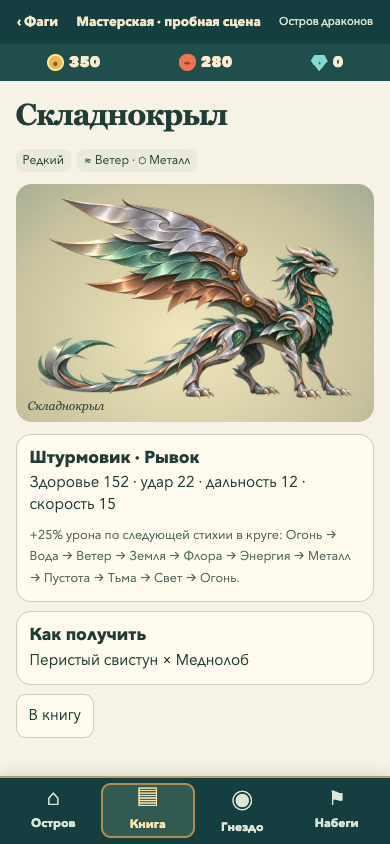 ‹ Фаги
Мастерская · пробная сцена
Остров драконов
350
280
0
Складнокрыл
Редкий
≋ Ветер · ⬡ Металл
Складнокрыл
Штурмовик · Рывок
Здоровье 152 · удар 22 · дальность 12 ·
скорость 15
+25% урона по следующей стихии в круге: Огонь →
Вода → Ветер → Земля → Флора → Энергия → Металл
→ Пустота → Тьма → Свет → Огонь.
Как получить
Перистый свистун × Меднолоб
В книгу
Остров
Книга
Гнездо
Набеги